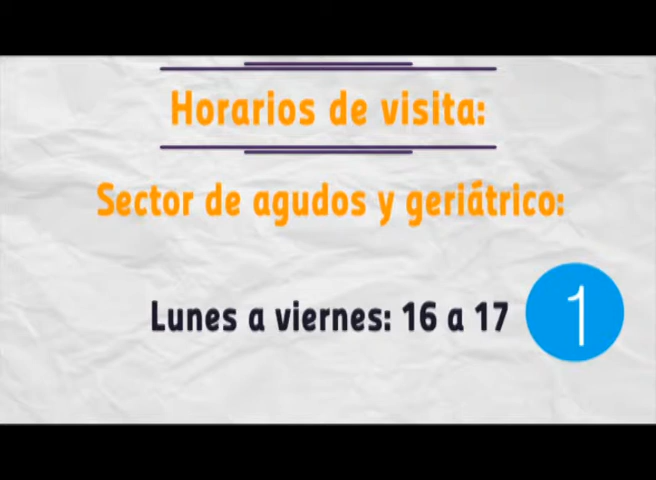 Horarios de visita:
Sector de agudos y geriátrico:
Lunes a viernes: 16 a 17
1